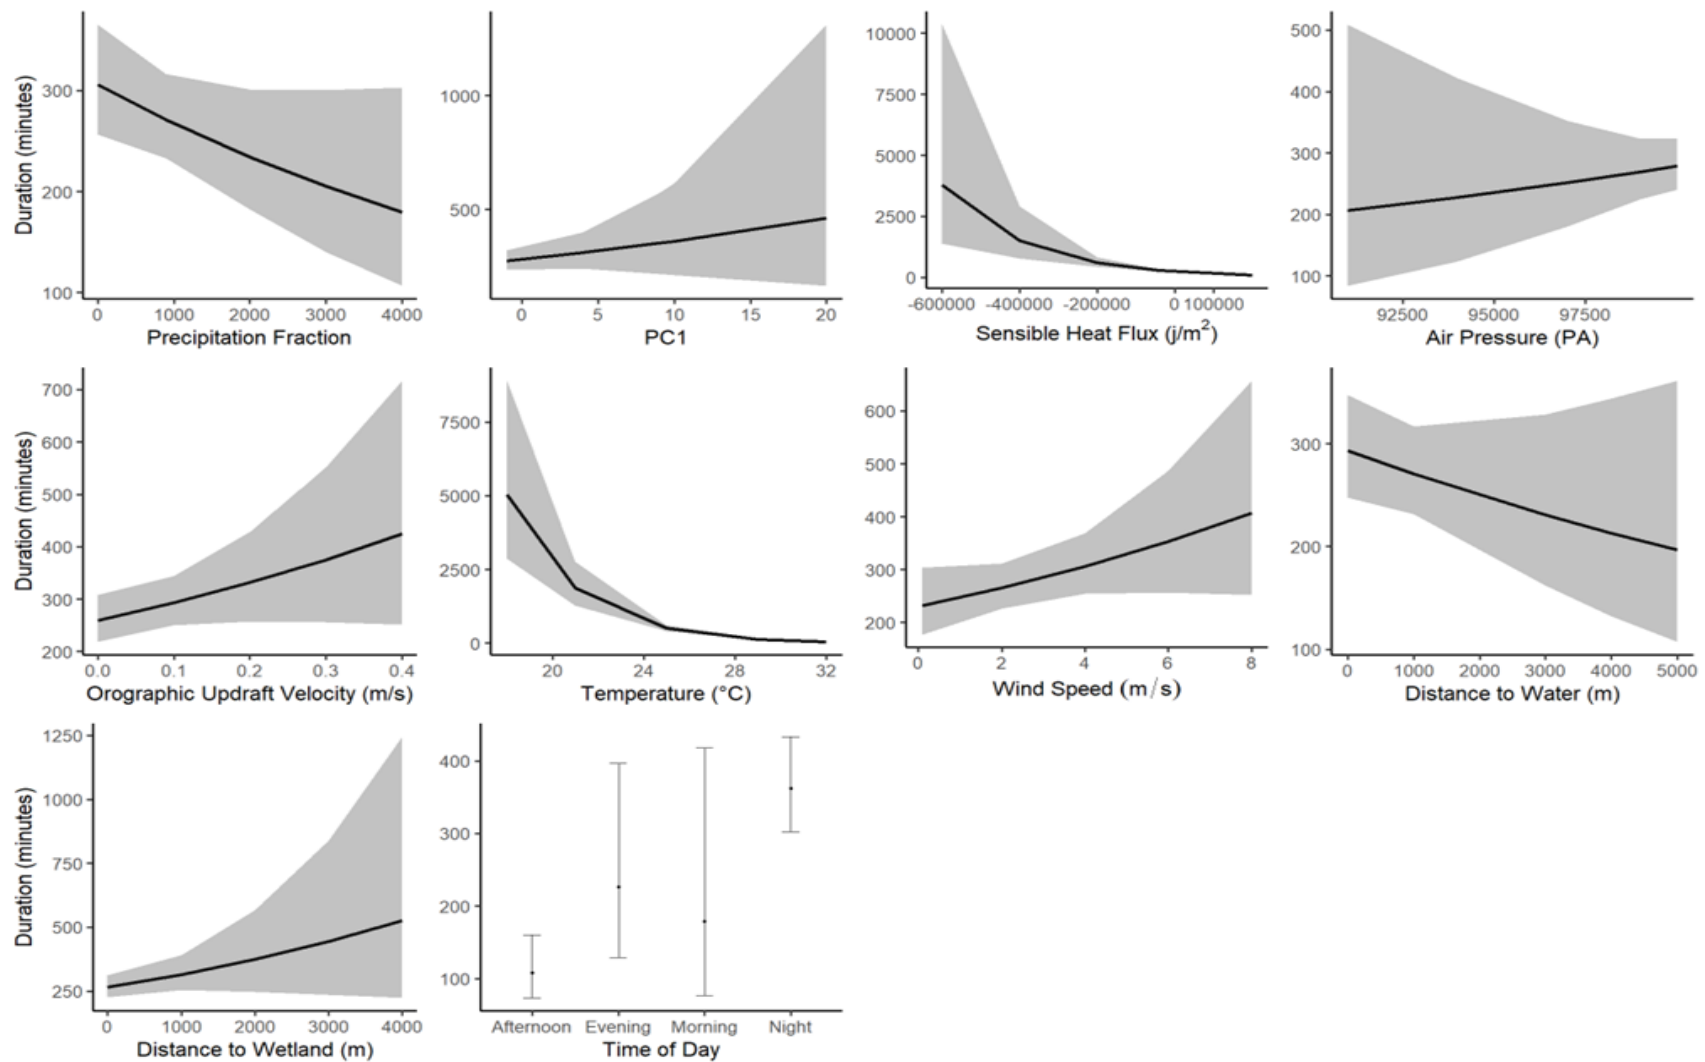 Duration (minutes)
300
200
100
0 1000 2000 3000 4000
Precipitation Fraction
1000
500
0 5 10 15 20
PC1
10000
7500
5000
2500
0
-6000000 -4000000 -2000000 0 100000
Sensible Heat Flux (j/m²)
500
400
300
200
100
92500 95000 97500
Air Pressure (PA)
Duration (minutes)
700
600
500
400
300
200
0.0 0.1 0.2 0.3 0.4
Orographic Updraft Velocity (m/s)
7500
5000
2500
0
20 24 28 32
Temperature (°C)
600
500
400
300
200
0 2 4 6 8
Wind Speed (m/s)
300
200
100
0 1000 2000 3000 4000 5000
Distance to Water (m)
Duration (minutes)
1250
1000
750
500
250
0 1000 2000 3000 4000
Distance to Wetland (m)
400
300
200
100
Afternoon Evening Morning Night
Time of Day